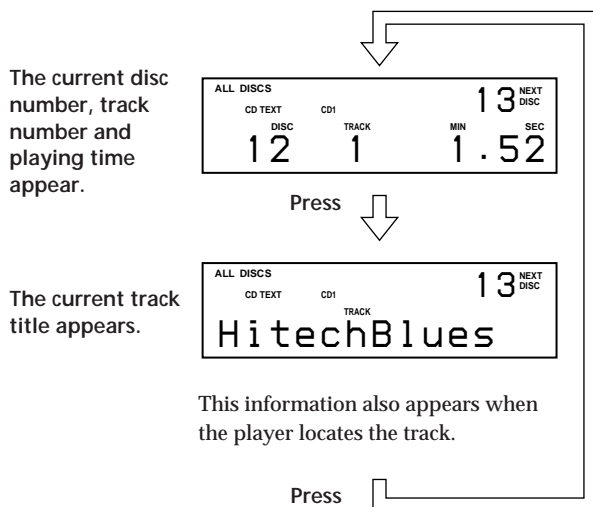 The current disc
number, track
number and
playing time
appear.
ALL DISCS
CD TEXT CD1
13 NEXT DISC
DISC TRACK MIN SEC
12 1 1.52
Press
The current track
title appears.
ALL DISCS
CD TEXT CD1
13 NEXT DISC
TRACK
HitechBlues
This information also appears when
the player locates the track.
Press